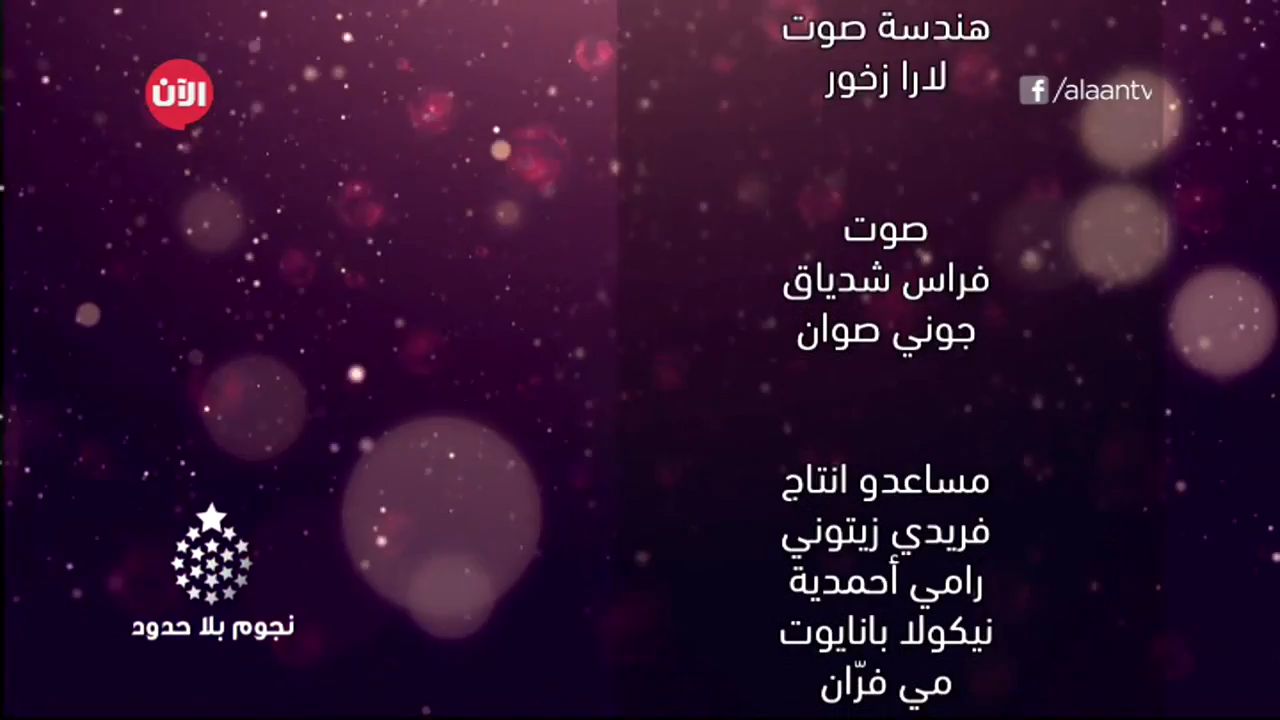 هندسة صوت
لارا زخور
الآن
f/alaantv
صوت
فراس شدياق
جوني صوان
مساعدو انتاج
فريدي زيتوني
رامي أحمدية
نيكولا بانايوت
مي فرّان
نجوم بلا حدود